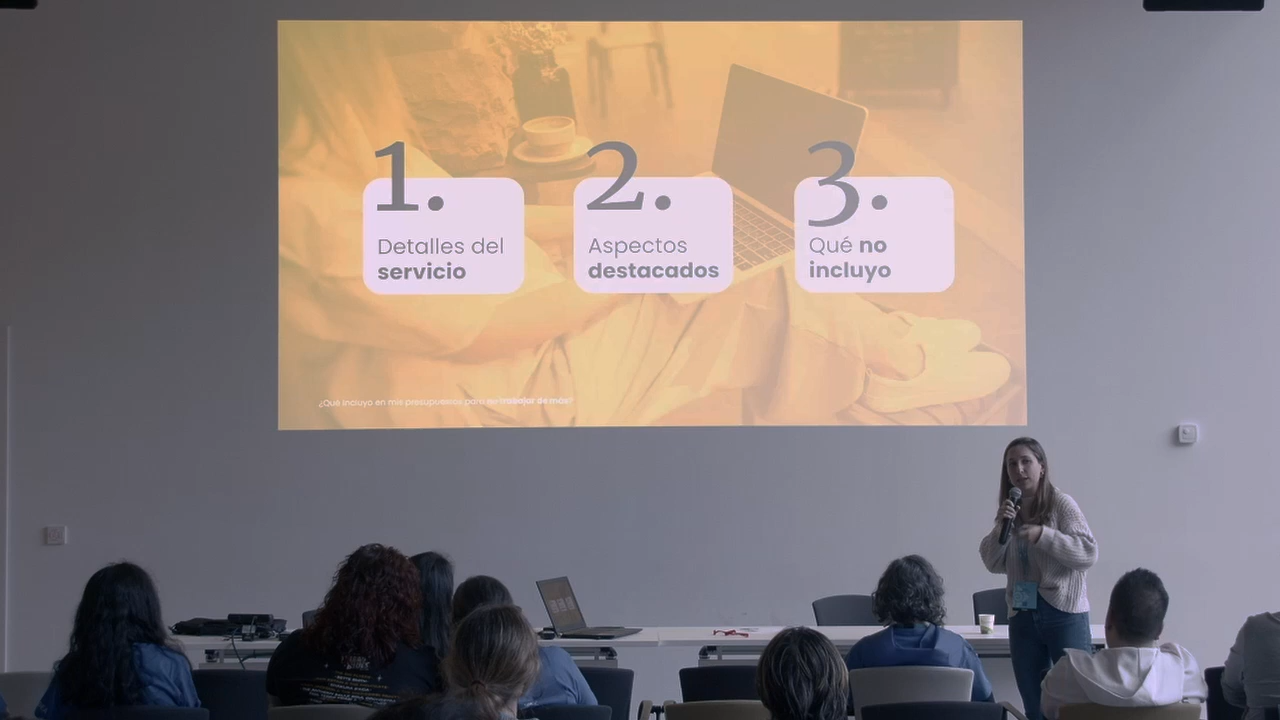 1.
Detalles del
servicio
2.
Aspectos
destacados
3.
Qué no
incluyo
¿Qué incluyo en mis presupuestos para no trabajar de más?